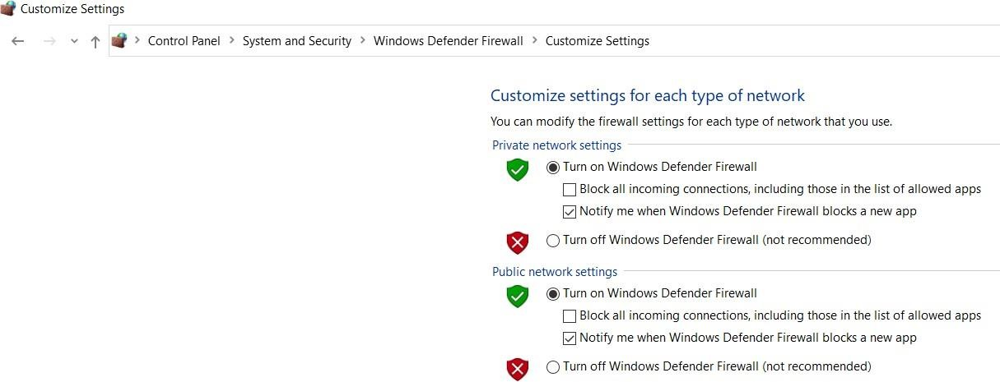 Customize Settings
Control Panel > System and Security > Windows Defender Firewall > Customize Settings
Customize settings for each type of network
You can modify the firewall settings for each type of network that you use.
Private network settings
Turn on Windows Defender Firewall
Block all incoming connections, including those in the list of allowed apps
Notify me when Windows Defender Firewall blocks a new app
Turn off Windows Defender Firewall (not recommended)
Public network settings
Turn on Windows Defender Firewall
Block all incoming connections, including those in the list of allowed apps
Notify me when Windows Defender Firewall blocks a new app
Turn off Windows Defender Firewall (not recommended)